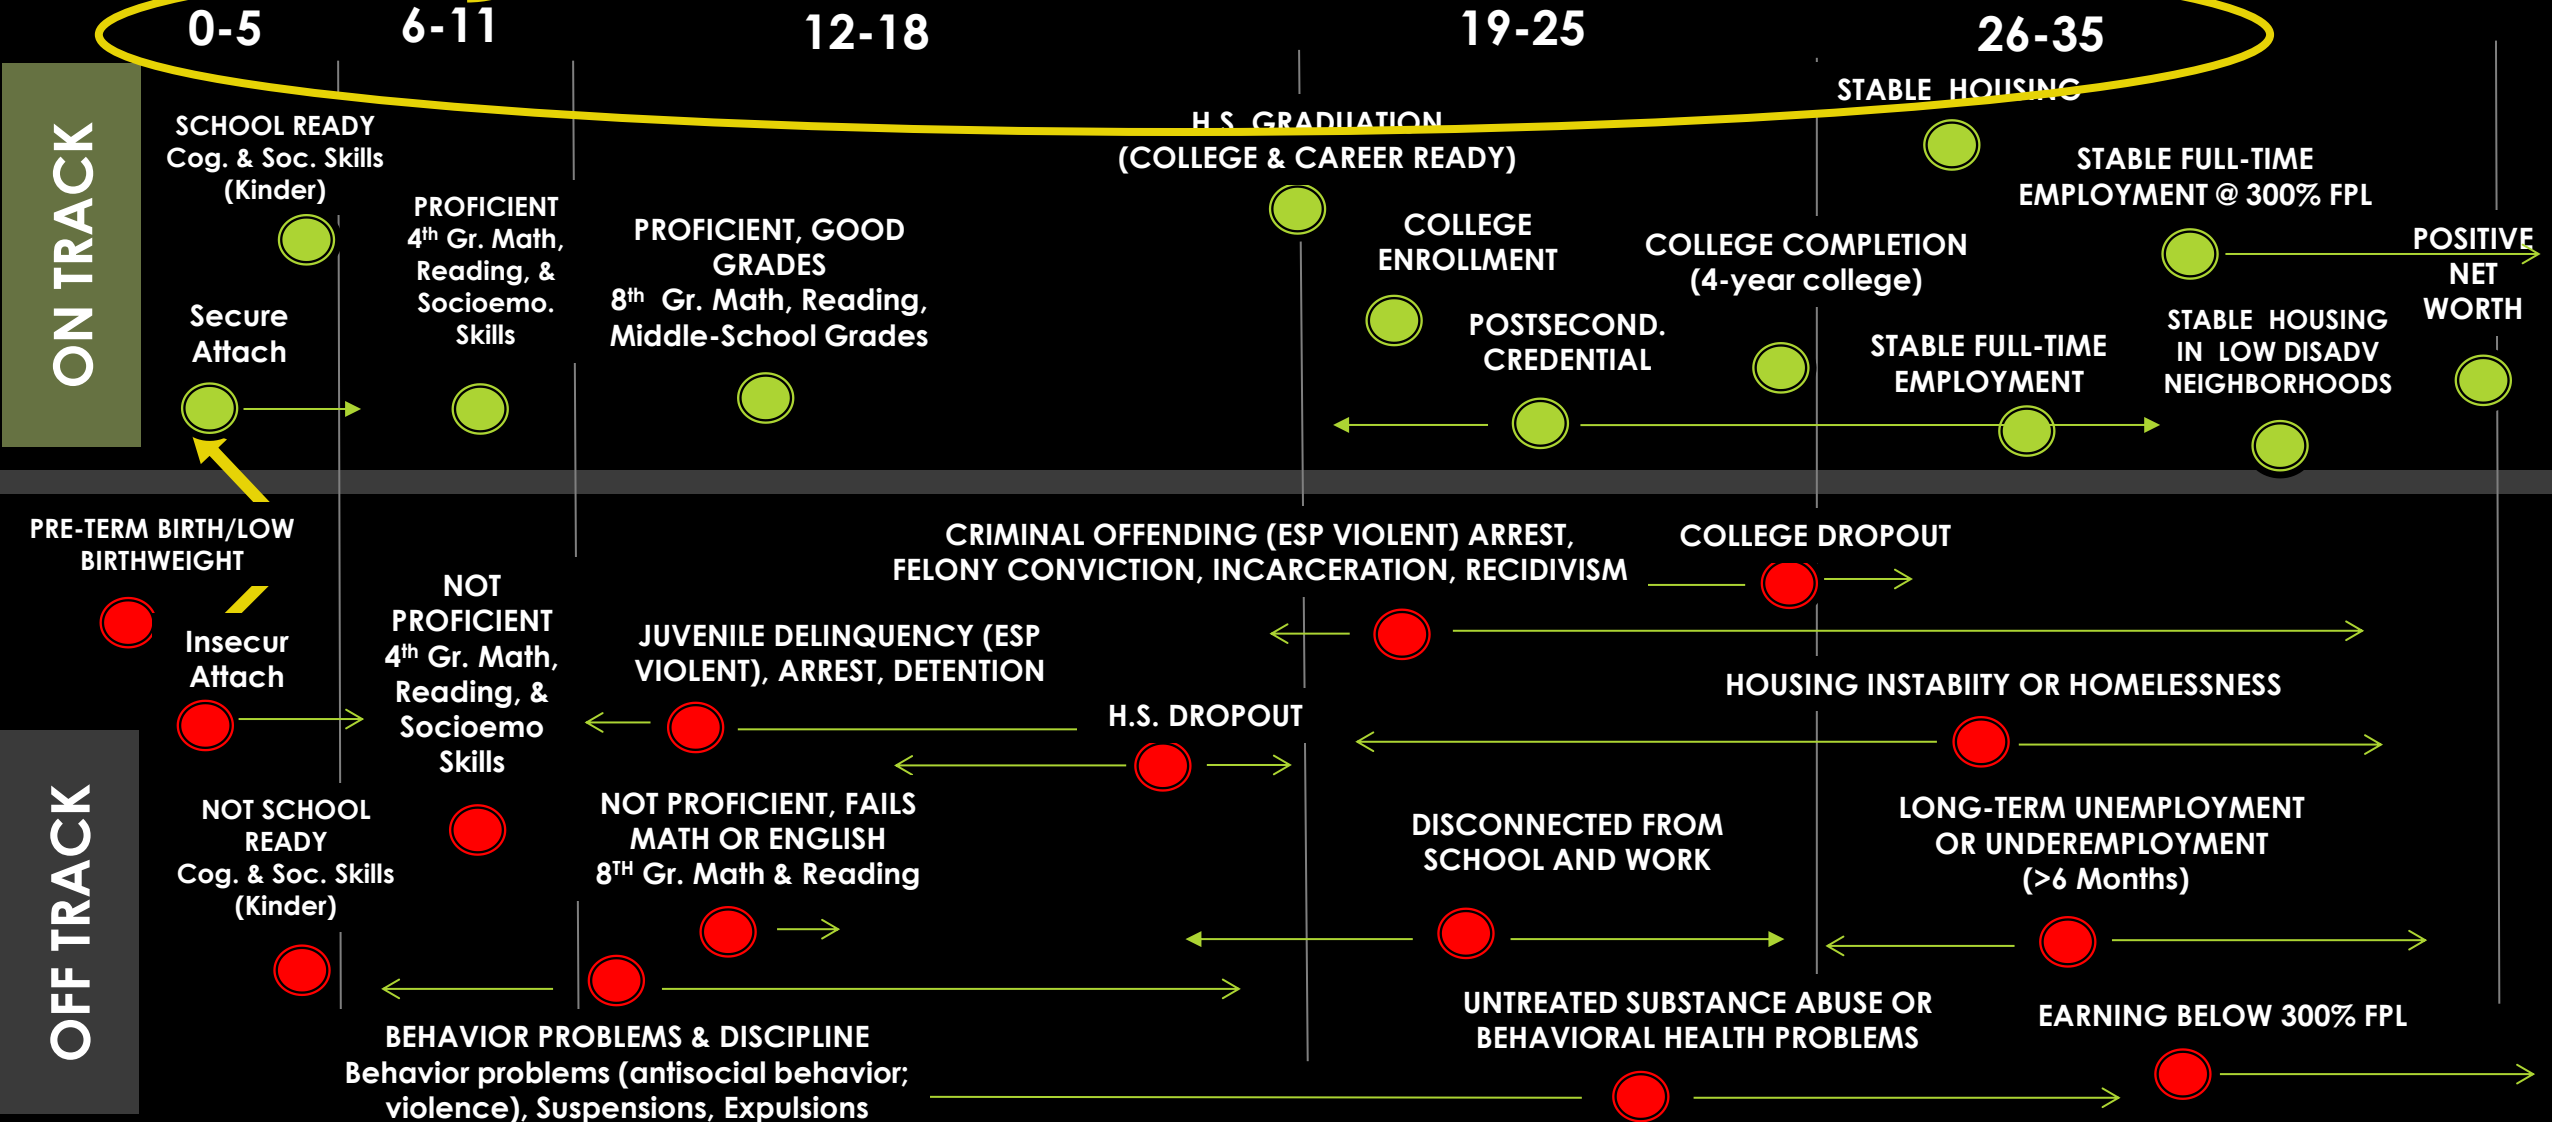 0-5
6-11
12-18
19-25
26-35
ON TRACK
SCHOOL READY
Cog. & Soc. Skills
(Kinder)
Secure
Attach
PROFICIENT
4th Gr. Math,
Reading, &
Socioemo.
Skills
PROFICIENT, GOOD
GRADES
8th Gr. Math, Reading,
Middle-School Grades
H.S. GRADUATION
(COLLEGE & CAREER READY)
COLLEGE
ENROLLMENT
POSTSECOND.
CREDENTIAL
COLLEGE COMPLETION
(4-year college)
STABLE HOUSING
STABLE FULL-TIME
EMPLOYMENT
STABLE FULL-TIME
EMPLOYMENT @ 300% FPL
STABLE HOUSING
IN LOW DISADV
NEIGHBORHOODS
POSITIVE
NET
WORTH
OFF TRACK
PRE-TERM BIRTH/LOW
BIRTHWEIGHT
Insecur
Attach
NOT SCHOOL
READY
Cog. & Soc. Skills
(Kinder)
NOT
PROFICIENT
4th Gr. Math,
Reading, &
Socioemo
Skills
JUVENILE DELINQUENCY (ESP
VIOLENT), ARREST, DETENTION
H.S. DROPOUT
NOT PROFICIENT, FAILS
MATH OR ENGLISH
8TH Gr. Math & Reading
BEHAVIOR PROBLEMS & DISCIPLINE
Behavior problems (antisocial behavior;
violence), Suspensions, Expulsions
CRIMINAL OFFENDING (ESP VIOLENT) ARREST,
FELONY CONVICTION, INCARCERATION, RECIDIVISM
COLLEGE DROPOUT
HOUSING INSTABIITY OR HOMELESSNESS
DISCONNECTED FROM
SCHOOL AND WORK
LONG-TERM UNEMPLOYMENT
OR UNDEREMPLOYMENT
(>6 Months)
UNTREATED SUBSTANCE ABUSE OR
BEHAVIORAL HEALTH PROBLEMS
EARNING BELOW 300% FPL